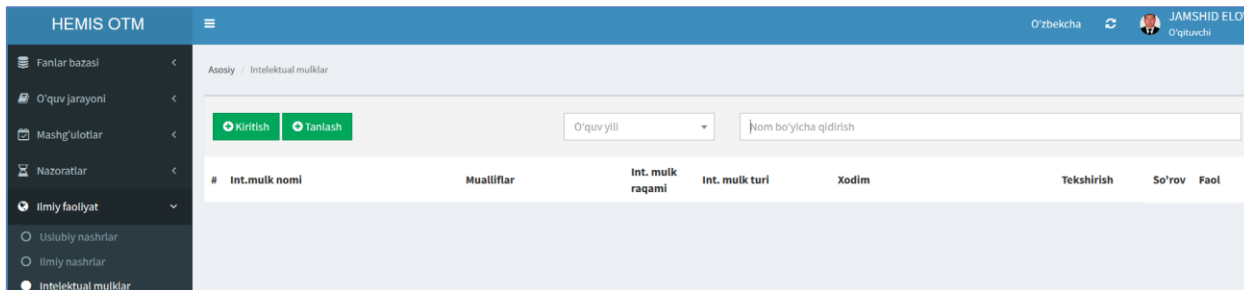 HEMIS OTM
O'zbekcha
JAMSHID ELO'
O'qituvchi
Fanlar bazasi
O'quv jarayoni
Mashg'ulotlar
Nazoratlar
Ilmiy faoliyat
Uslubiy nashrlar
Ilmiy nashrlar
Intelektual mulklar
Asosiy / Intelektual mulklar
Kiritish Tanlash O'quv yili Nom bo'yicha qidirish
# Int.mulk nomi Mualliflar Int. mulk raqami Int. mulk turi Xodim Tekshirish So'rov Faol